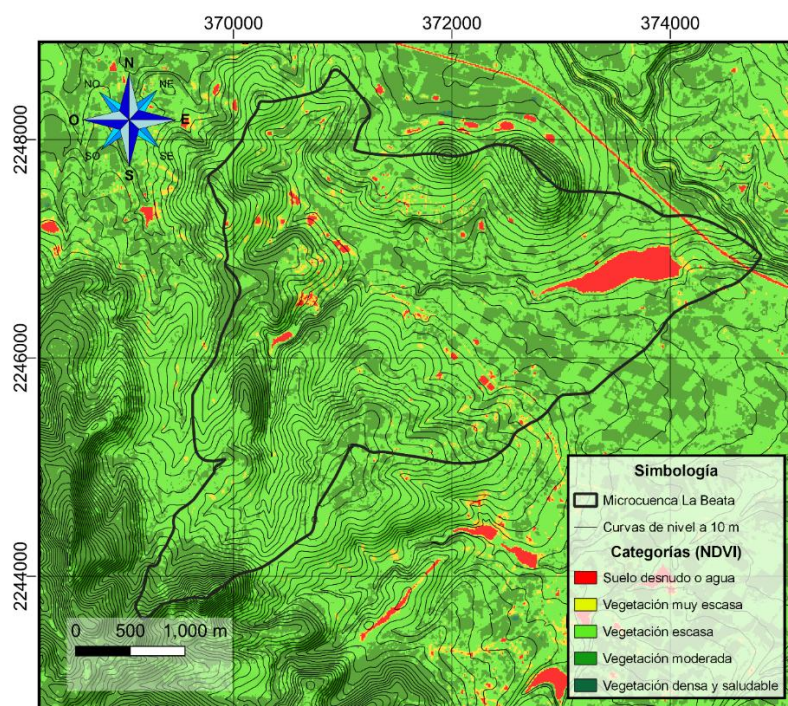 370000 372000 374000
2248000
2246000
2244000
N
NO NE
O E
SO SE
S
0 500 1,000 m
Simbología
Microcuenca La Beata
Curvas de nivel a 10 m
Categorías (NDVI)
Suelo desnudo o agua
Vegetación muy escasa
Vegetación escasa
Vegetación moderada
Vegetación densa y saludable